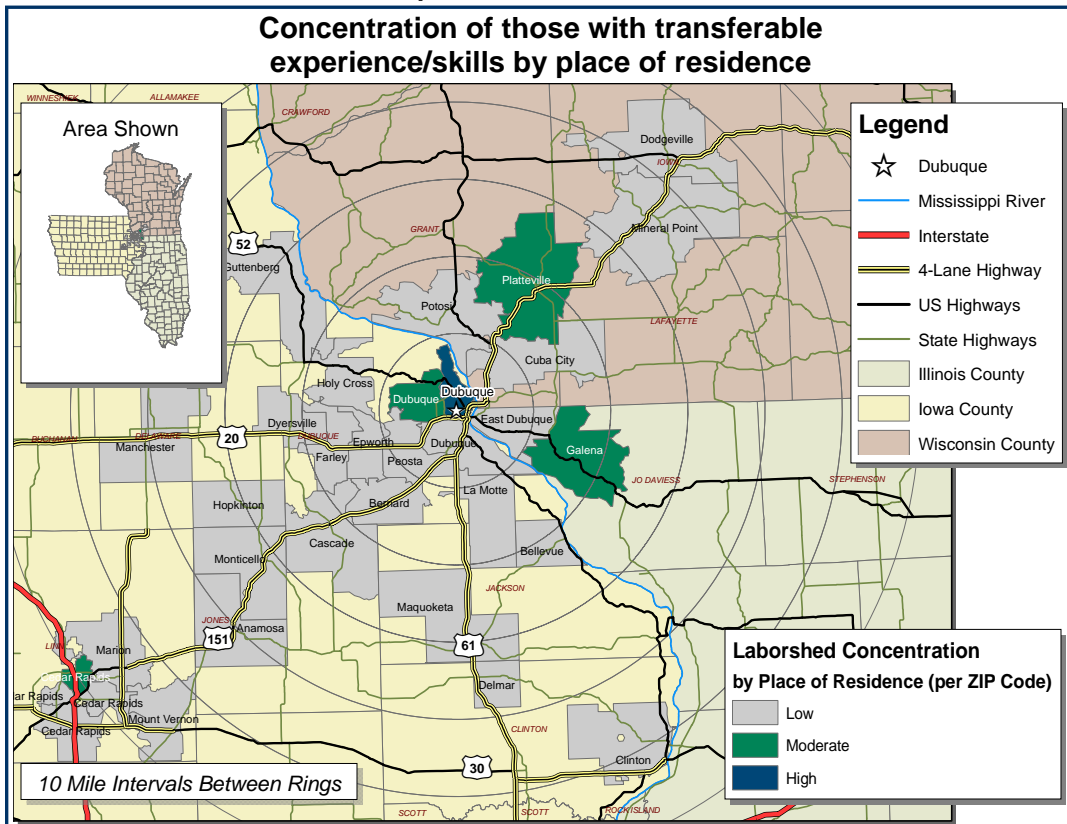 Concentration of those with transferable
experience/skills by place of residence
WINNESHIEK
ALLAMAKEE
CRAWFORD
Area Shown
Dodgeville
IOWA
Legend
Dubuque
Mississippi River
Interstate
4-Lane Highway
US Highways
State Highways
Illinois County
Iowa County
Wisconsin County
GRANT
Mineral Point
52
Guttenberg
Platteville
Potosi
LAFAYETTE
Cuba City
Holy Cross
Dubuque
Dubuque
Dyersville
East Dubuque
BUCHANAN
DELAWARE
20
DUBUQUE
Epworth
Dubuque
Manchester
Farley
Peosta
Galena
JO DAVIESS
STEPHENSON
La Motte
Hopkinton
Bernard
Cascade
Monticello
Bellevue
JACKSON
Maquoketa
JONES
Anamosa
151
61
LINN
Marion
Cedar Rapids
Delmar
dar Rapids
Cedar Rapids
Mount Vernon
Cedar Rapids
CLINTON
Clinton
30
10 Mile Intervals Between Rings
SCOTT
SCOTT
ROCK ISLAND
Laborshed Concentration
by Place of Residence (per ZIP Code)
Low
Moderate
High